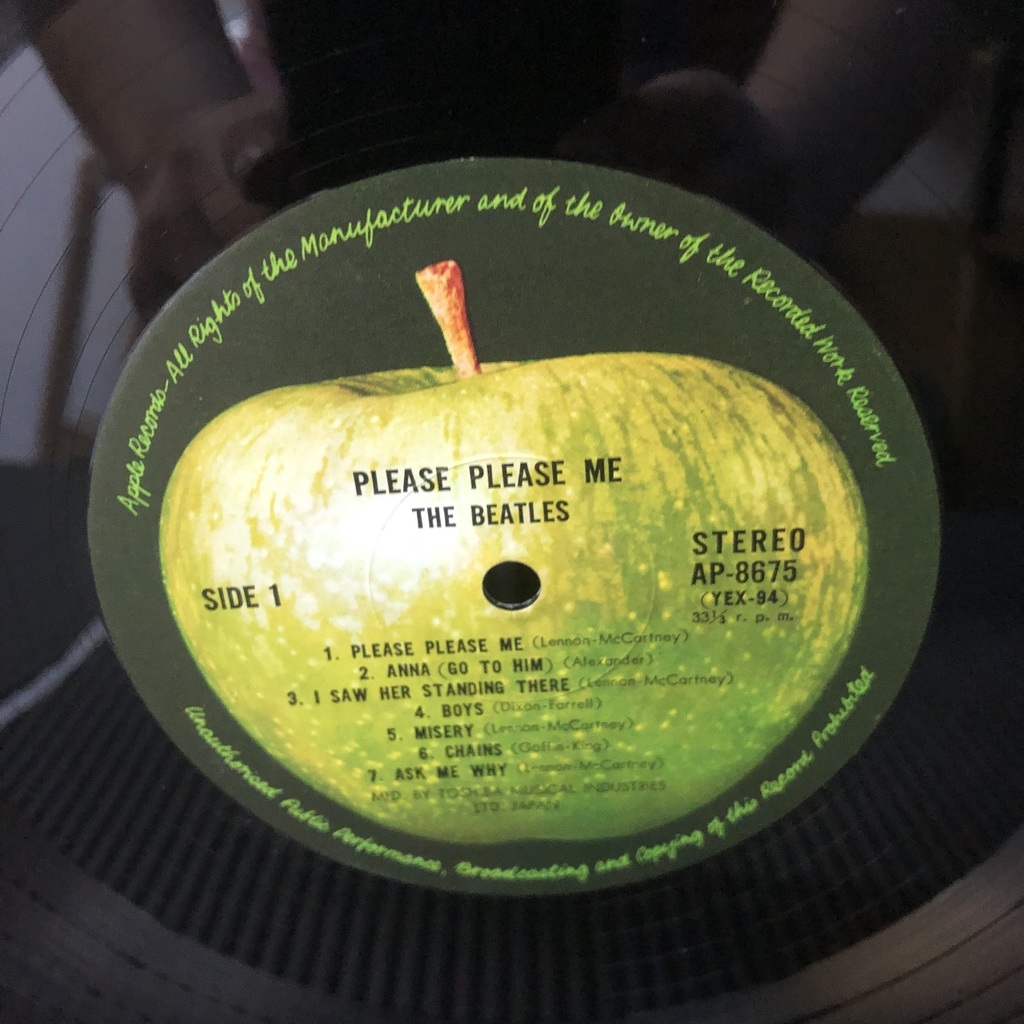 Apple Records-All Rights of the Manufacturer and of the Owner of the Recorded Work Reserved
PLEASE PLEASE ME
THE BEATLES
STEREO
AP-8675
(YEX-94)
33⅓ r. p. m.
SIDE 1
1. PLEASE PLEASE ME (Lennon-McCartney)
2. ANNA (GO TO HIM) (Alexander)
3. I SAW HER STANDING THERE (Lennon-McCartney)
4. BOYS (Dixon-Farrell)
5. MISERY (Lennon-McCartney)
6. CHAINS (Goffin-King)
7. ASK ME WHY (Lennon-McCartney)
MFD. BY TOSHIBA MUSICAL INDUSTRIES
LTD. JAPAN
Unauthorised Public Performance, Broadcasting and Copying of this Record Prohibited